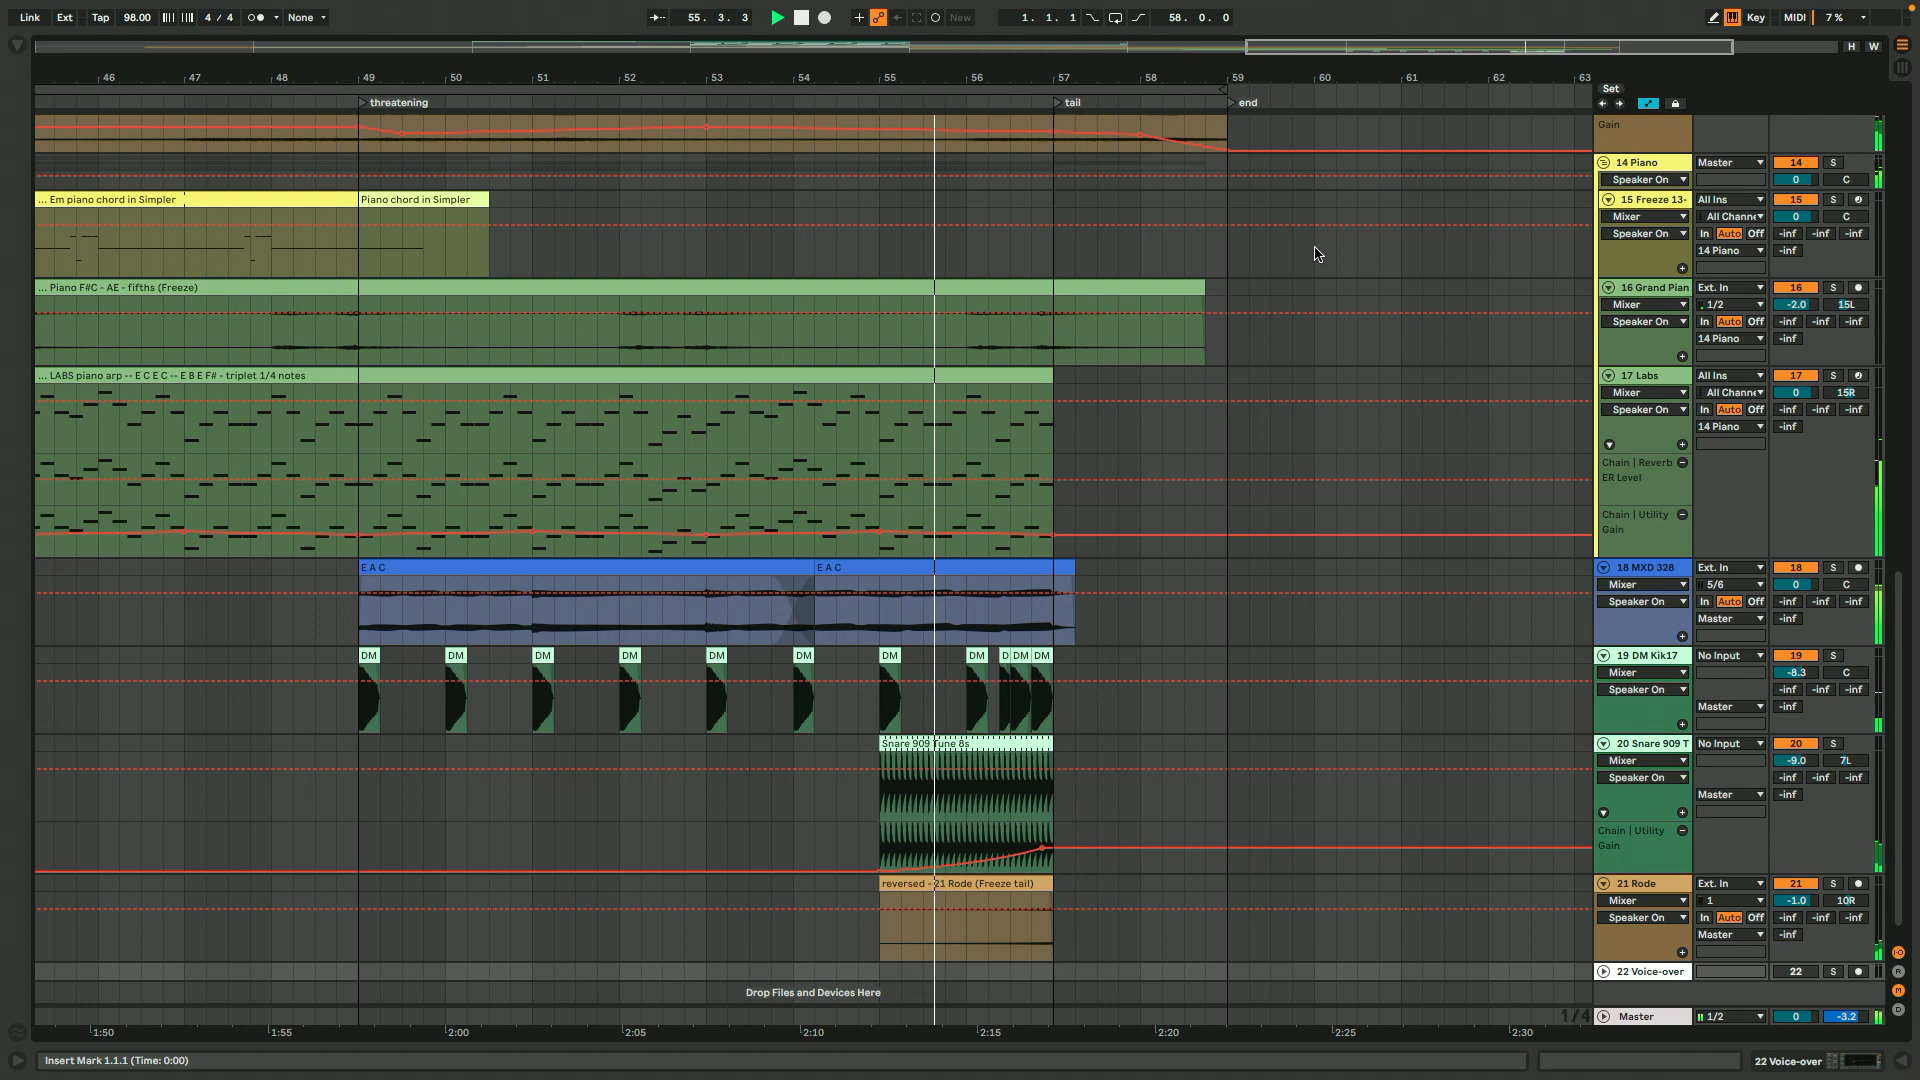 Link Ext Tap 98.00 4 / 4 None 55. 3. 3 New 1. 1. 1 58. 0. 0 Key MIDI 7 %
H W
46 47 48 49 50 51 52 53 54 55 56 57 58 59 60 61 62 63
Set
threatening tail end
Gain
14 Piano Master 14 S
Speaker On 0 C
... Em piano chord in Simpler Piano chord in Simpler 15 Freeze 13- All Ins 15 S
Mixer All Channe 0 C
Speaker On In Auto Off -inf -inf -inf
14 Piano -inf
... Piano F#C - AE - fifths (Freeze) 16 Grand Pian Ext. In 16 S
Mixer 1/2 -2.0 15L
Speaker On In Auto Off -inf -inf -inf
14 Piano -inf
... LABS piano arp -- E C E C -- E B E F# - triplet 1/4 notes 17 Labs All Ins 17 S
Mixer All Channe 0 15R
Speaker On In Auto Off -inf -inf -inf
14 Piano -inf
Chain | Reverb
ER Level
Chain | Utility
Gain
E A C E A C 18 MXD 328 Ext. In 18 S
Mixer 5/6 0 C
Speaker On In Auto Off -inf -inf -inf
Master -inf
DM DM DM DM DM DM DM DM D DM DM 19 DM Kik17 No Input 19 S
Mixer -8.3 C
Speaker On -inf -inf -inf
Master -inf
Snare 909 Tune 8s 20 Snare 909 T No Input 20 S
Mixer -9.0 7L
Speaker On -inf -inf -inf
Master -inf
Chain | Utility
Gain
reversed - 21 Rode (Freeze tail) 21 Rode Ext. In 21 S
Mixer 1 -1.0 10R
Speaker On In Auto Off -inf -inf -inf
Master -inf
22 Voice-over 22 S
Drop Files and Devices Here
1/4 Master 1/2 0 -3.2
1:50 1:55 2:00 2:05 2:10 2:15 2:20 2:25 2:30
Insert Mark 1.1.1 (Time: 0:00) 22 Voice-over